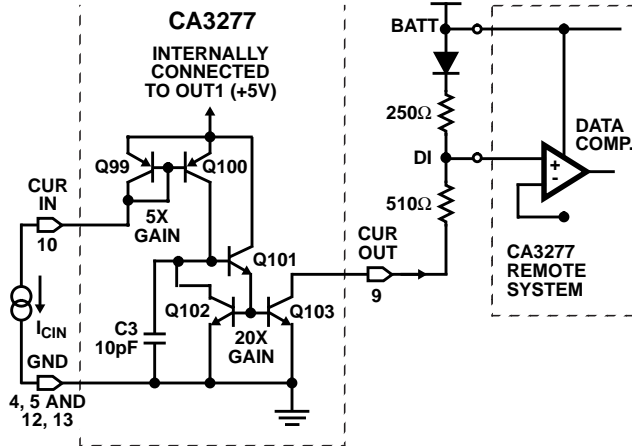 CA3277
INTERNALLY
CONNECTED
TO OUT1 (+5V)
Q99
Q100
CUR
IN
10
5X
GAIN
Q101
Q102
Q103
C3
10pF
20X
GAIN
I CIN
GND
4, 5 AND
12, 13
CUR
OUT
9
BATT
250Ω
DI
510Ω
DATA
COMP.
+
-
CA3277
REMOTE
SYSTEM